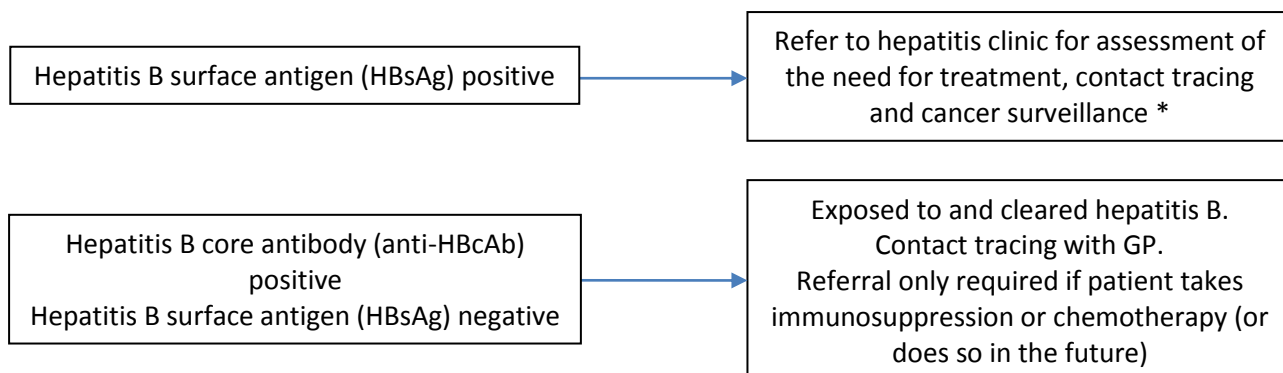 Hepatitis B surface antigen (HBsAg) positive
Refer to hepatitis clinic for assessment of
the need for treatment, contact tracing
and cancer surveillance *
Hepatitis B core antibody (anti-HBcAb)
positive
Hepatitis B surface antigen (HBsAg) negative
Exposed to and cleared hepatitis B.
Contact tracing with GP.
Referral only required if patient takes
immunosuppression or chemotherapy (or
does so in the future)